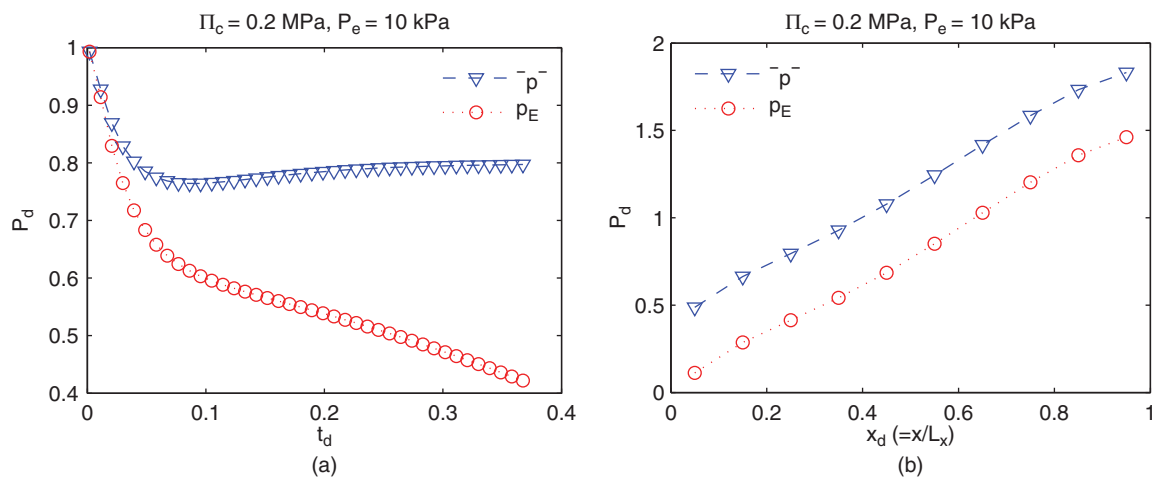 Π_c = 0.2 MPa, P_e = 10 kPa
1
0.9
0.8
0.7
0.6
0.5
0.4
P_d
‾p‾
p_E
0
0.1
0.2
0.3
0.4
t_d
(a)
Π_c = 0.2 MPa, P_e = 10 kPa
2
1.5
1
0.5
0
P_d
‾p‾
p_E
0
0.2
0.4
0.6
0.8
1
x_d (=x/L_x)
(b)